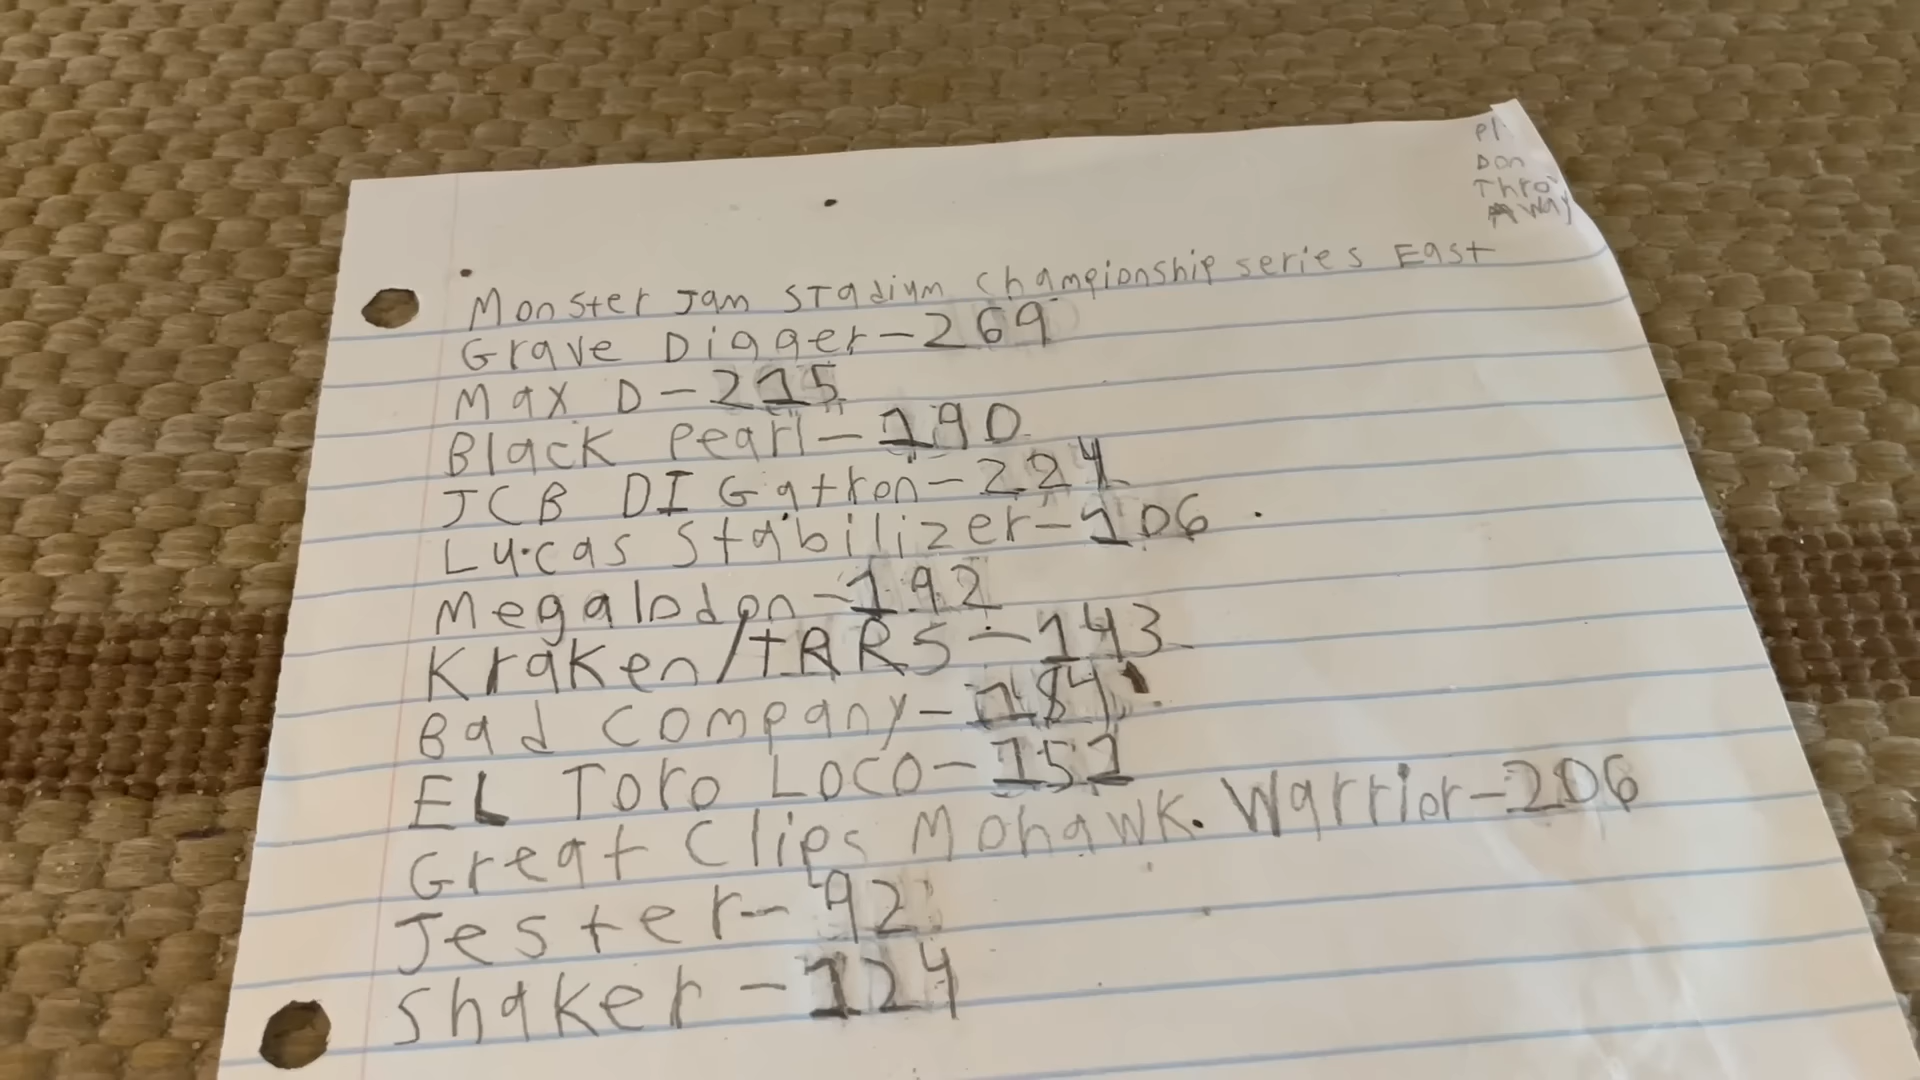 Pl
Don
Thro
Away
Monster Jam Stadium Championship series East
Grave Digger-269
Max D-215
Black Pearl-190
JCB DIGatron-224
Lucas Stabilizer-106
Megalodon-192
Kraken/TRRS-143
Bad Company-184
EL Toro Loco-151
Great Clips Mohawk Warrior-206
Jester-92
Shaker-124